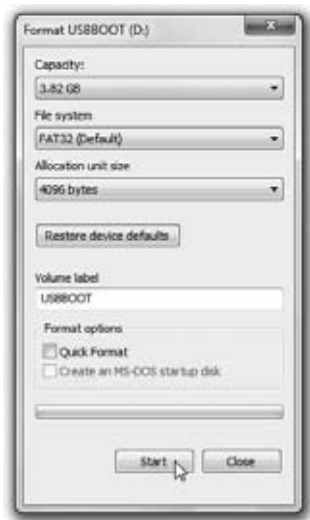 Format USBBOOT (D:)
Capacity:
3.82 GB
File system
FAT32 (Default)
Allocation unit size
4096 bytes
Restore device defaults
Volume label
USBBOOT
Format options
Quick Format
Create an MS-DOS startup disk
Start
Close